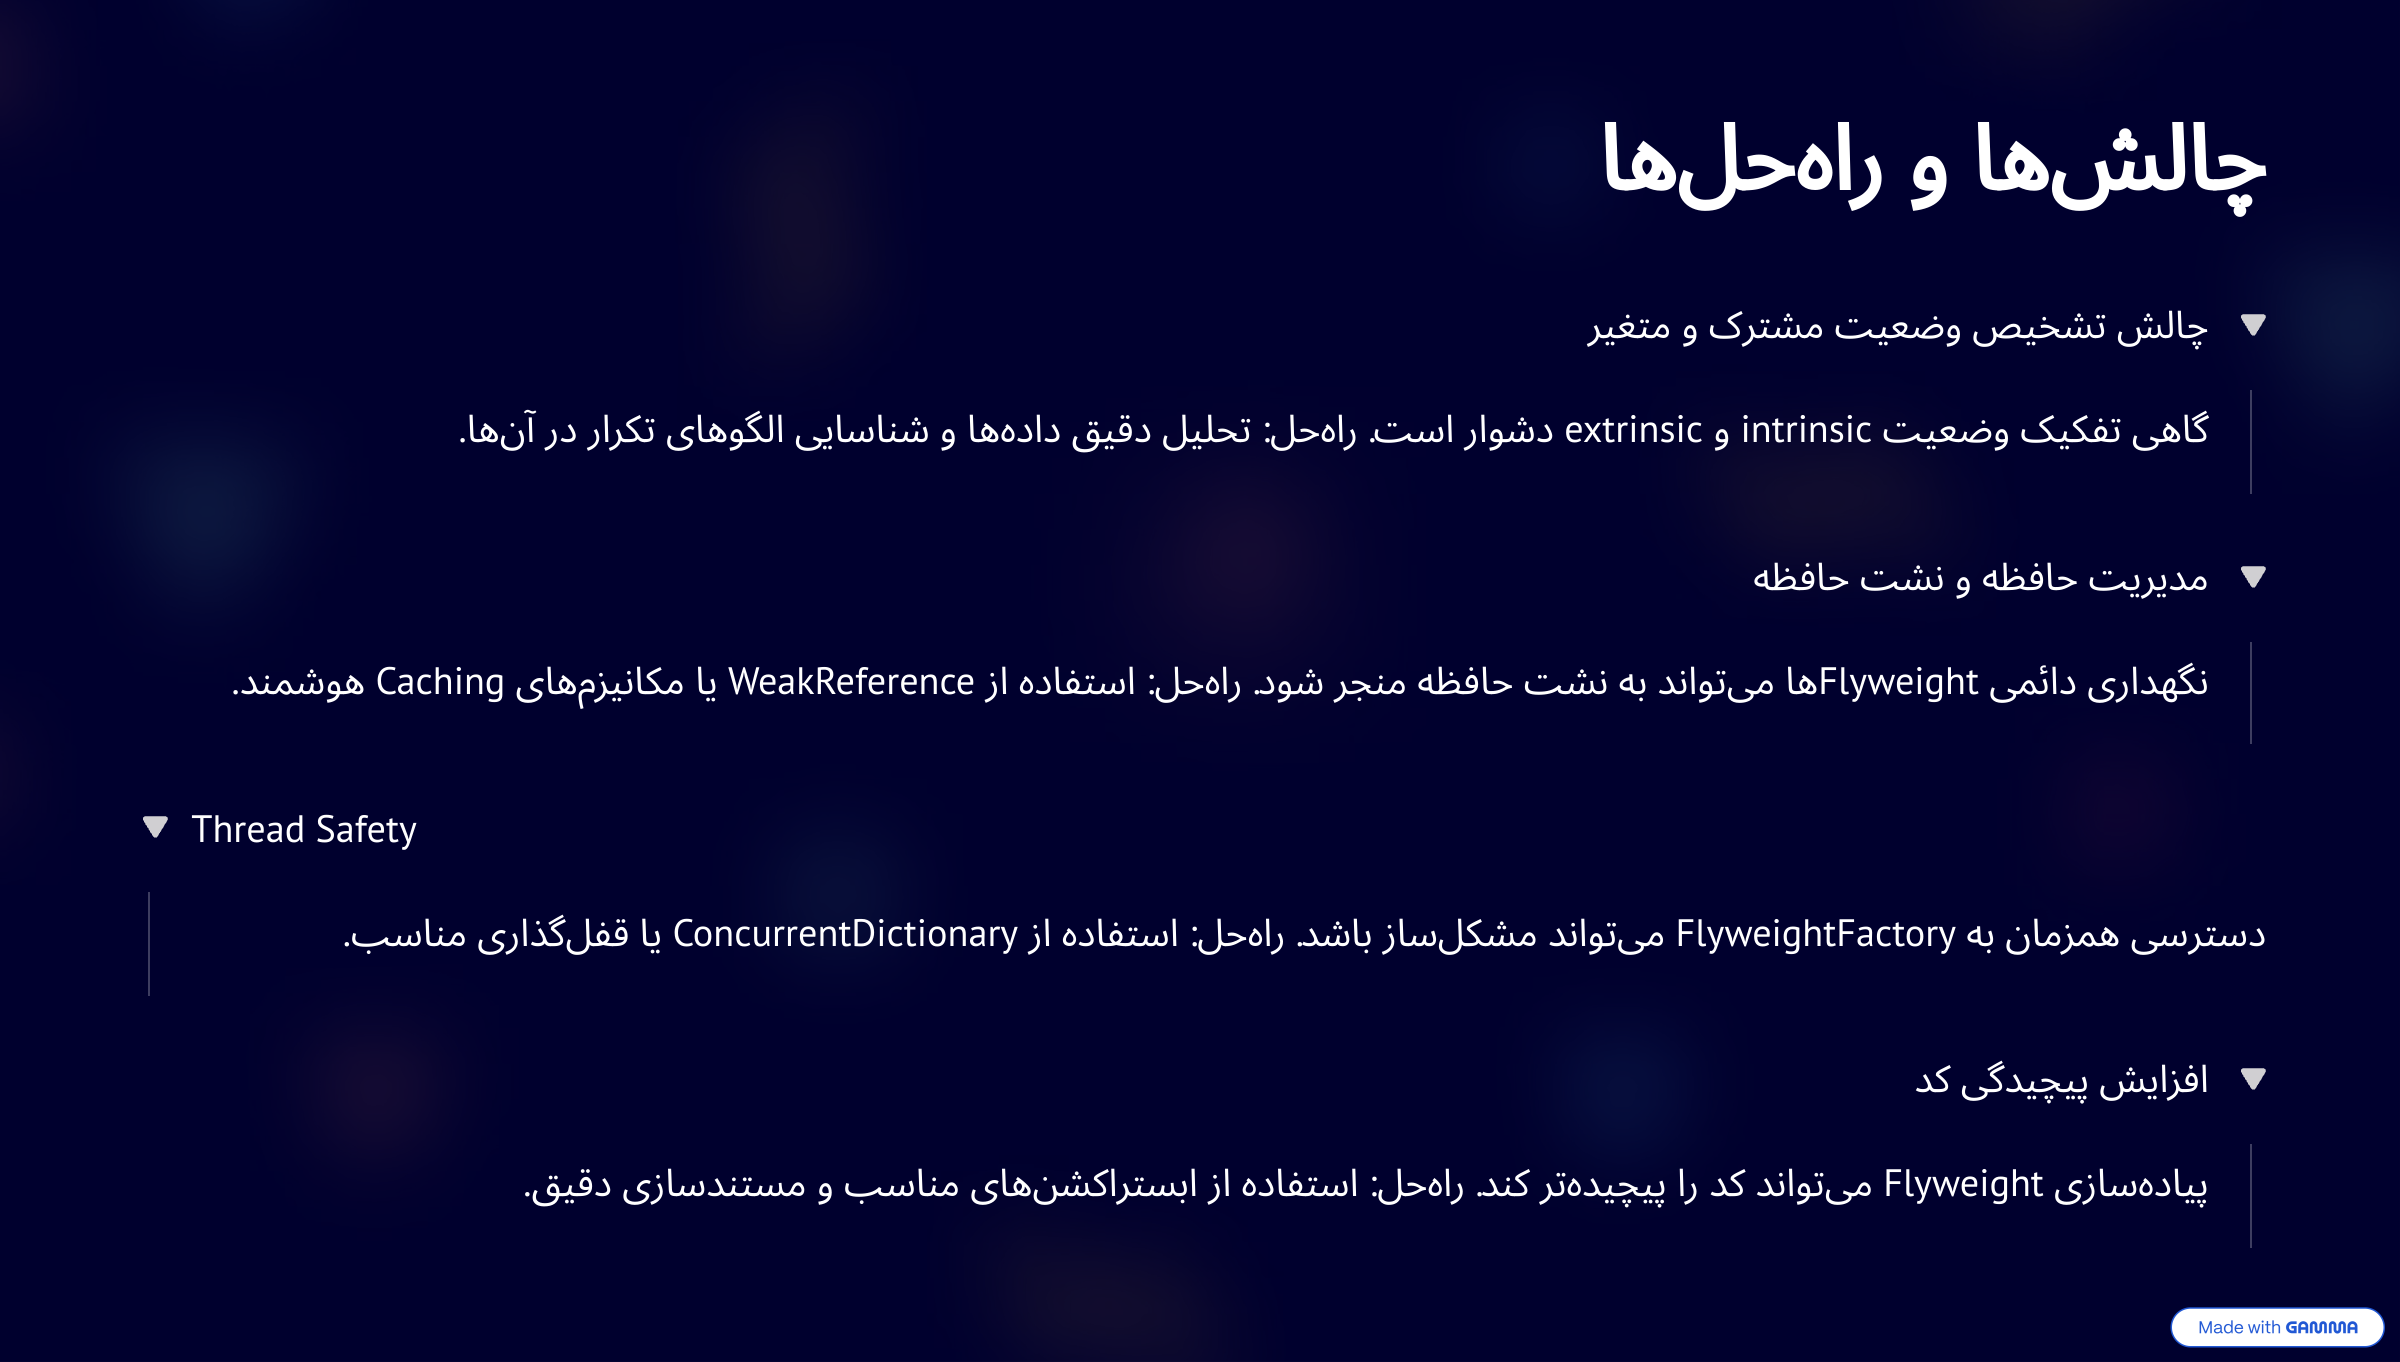 چالش‌ها و راه‌حل‌ها
چالش تشخیص وضعیت مشترک و متغیر
گاهی تفکیک وضعیت intrinsic و extrinsic دشوار است. راه‌حل: تحلیل دقیق داده‌ها و شناسایی الگوهای تکرار در آن‌ها.
مدیریت حافظه و نشت حافظه
نگهداری دائمی Flyweightها می‌تواند به نشت حافظه منجر شود. راه‌حل: استفاده از WeakReference یا مکانیزم‌های Caching هوشمند.
Thread Safety
دسترسی همزمان به FlyweightFactory می‌تواند مشکل‌ساز باشد. راه‌حل: استفاده از ConcurrentDictionary یا قفل‌گذاری مناسب.
افزایش پیچیدگی کد
پیاده‌سازی Flyweight می‌تواند کد را پیچیده‌تر کند. راه‌حل: استفاده از ابستراکشن‌های مناسب و مستندسازی دقیق.
Made with GAMMA